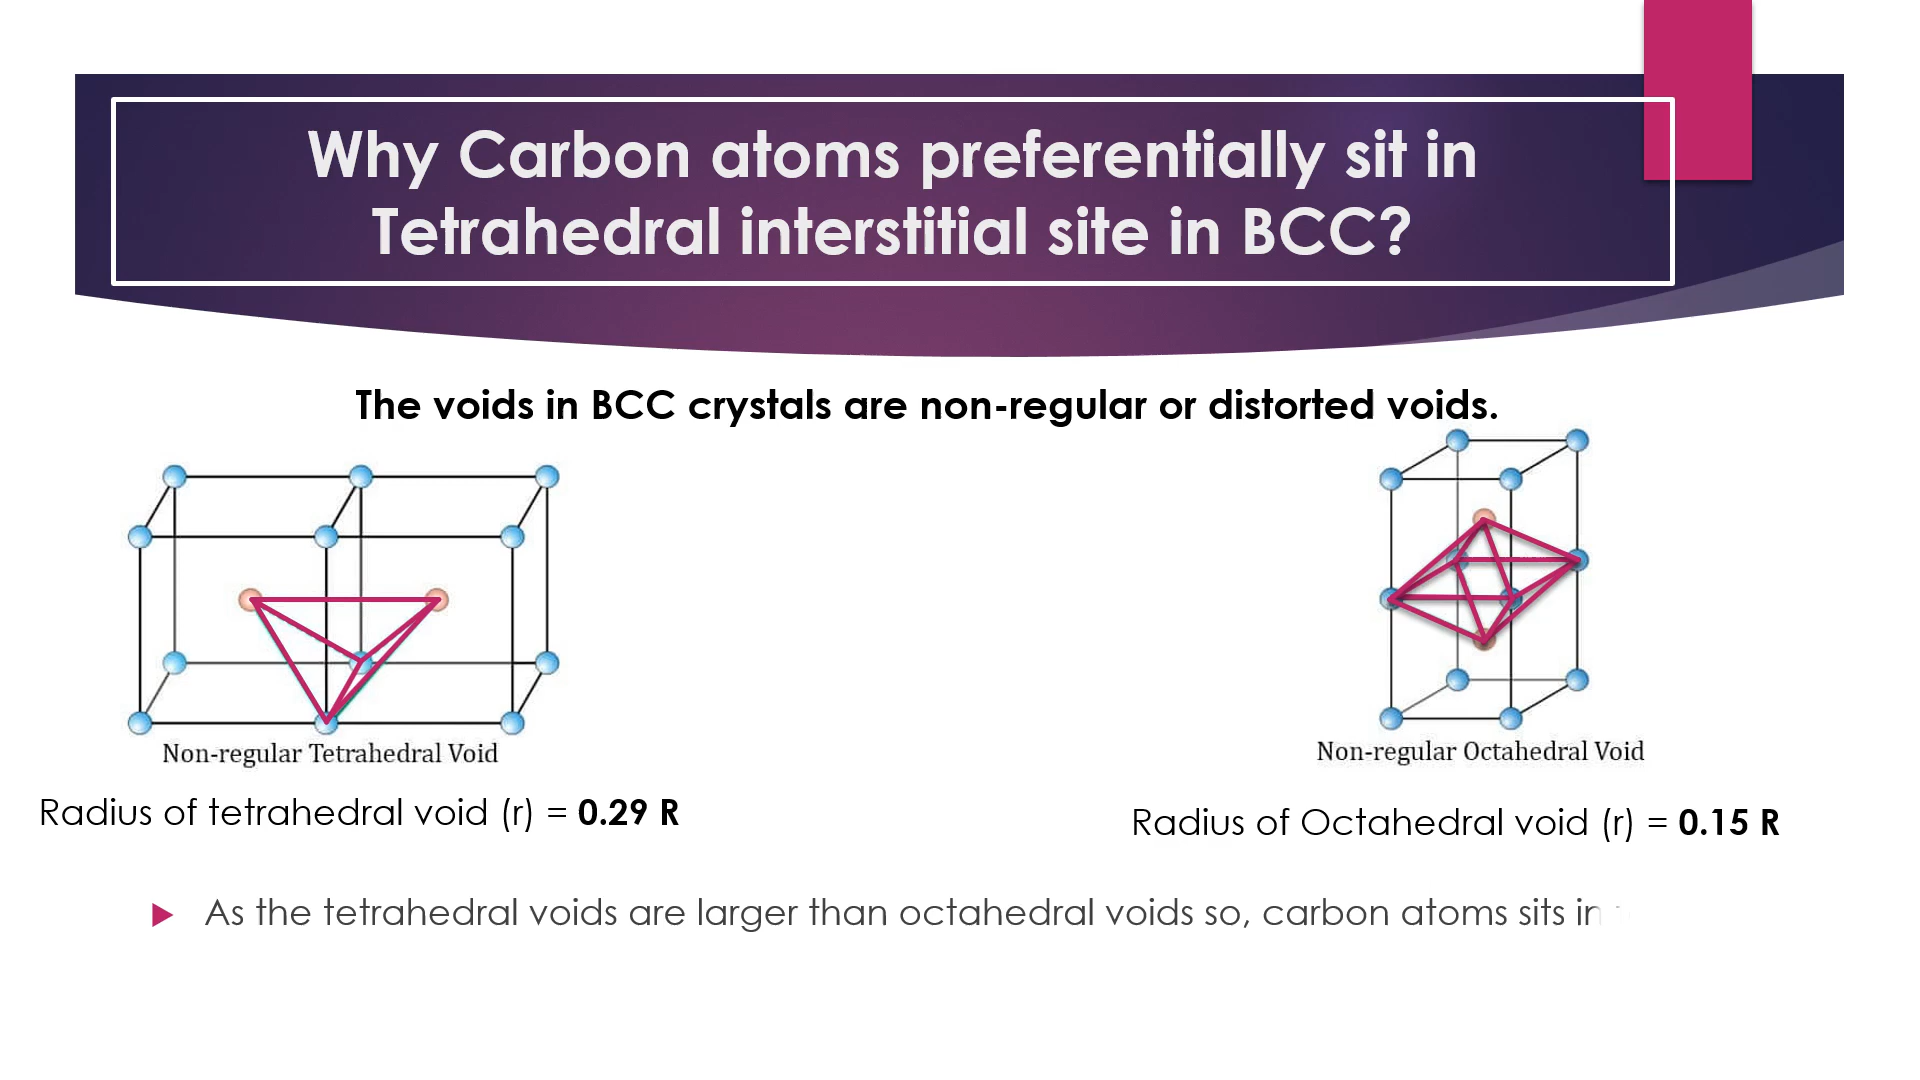 Why Carbon atoms preferentially sit in
Tetrahedral interstitial site in BCC?
The voids in BCC crystals are non-regular or distorted voids.
Non-regular Tetrahedral Void
Non-regular Octahedral Void
Radius of tetrahedral void (r) = 0.29 R
Radius of Octahedral void (r) = 0.15 R
As the tetrahedral voids are larger than octahedral voids so, carbon atoms sits in